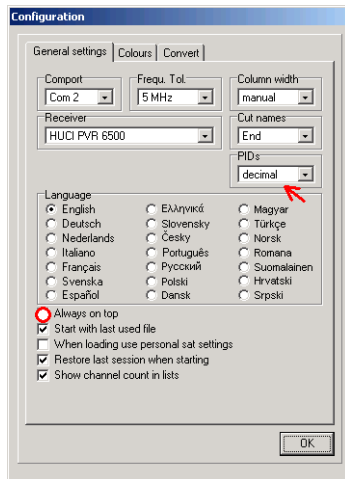 Configuration
General settings Colours Convert
Comport Frequ. Tol. Column width
Com 2 5 MHz manual
Receiver Cut names
HUCI PVR 6500 End
PIDs
decimal
Language
English Ελληνικά Magyar
Deutsch Slovensky Türkçe
Nederlands Česky Norsk
Italiano Português Romana
Français Русский Suomalainen
Svenska Polski Hrvatski
Español Dansk Srpski
Always on top
Start with last used file
When loading use personal sat settings
Restore last session when starting
Show channel count in lists
OK